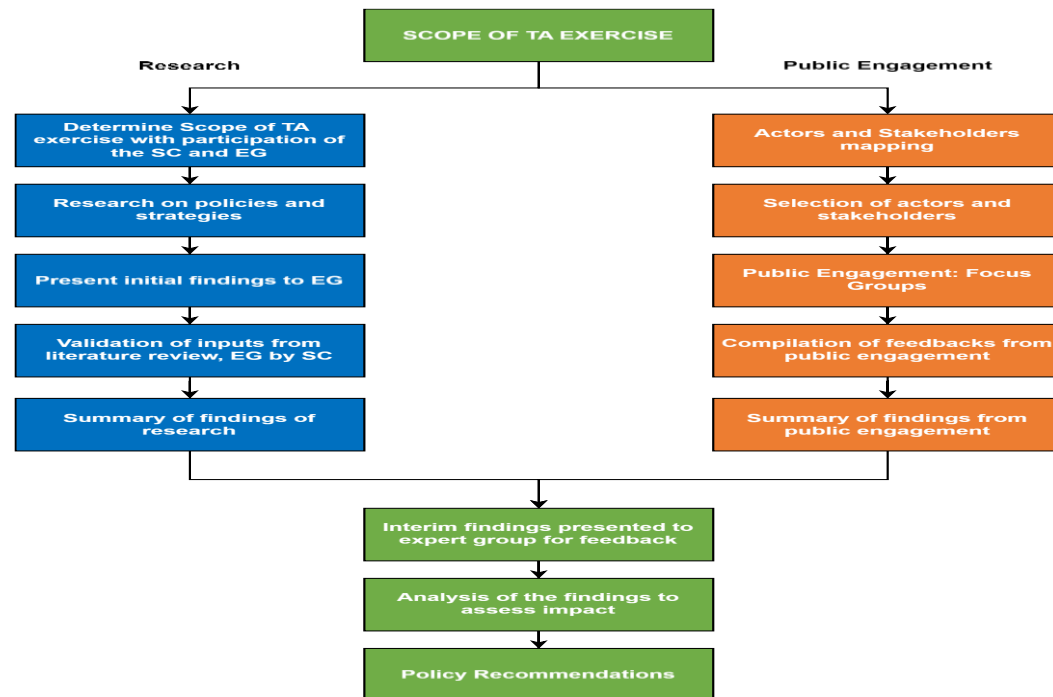 SCOPE OF TA EXERCISE
Research
Public Engagement
Determine Scope of TA
exercise with participation of
the SC and EG
Research on policies and
strategies
Present initial findings to EG
Validation of inputs from
literature review, EG by SC
Summary of findings of
research
Actors and Stakeholders
mapping
Selection of actors and
stakeholders
Public Engagement: Focus
Groups
Compilation of feedbacks from
public engagement
Summary of findings from
public engagement
Interim findings presented to
expert group for feedback
Analysis of the findings to
assess impact
Policy Recommendations